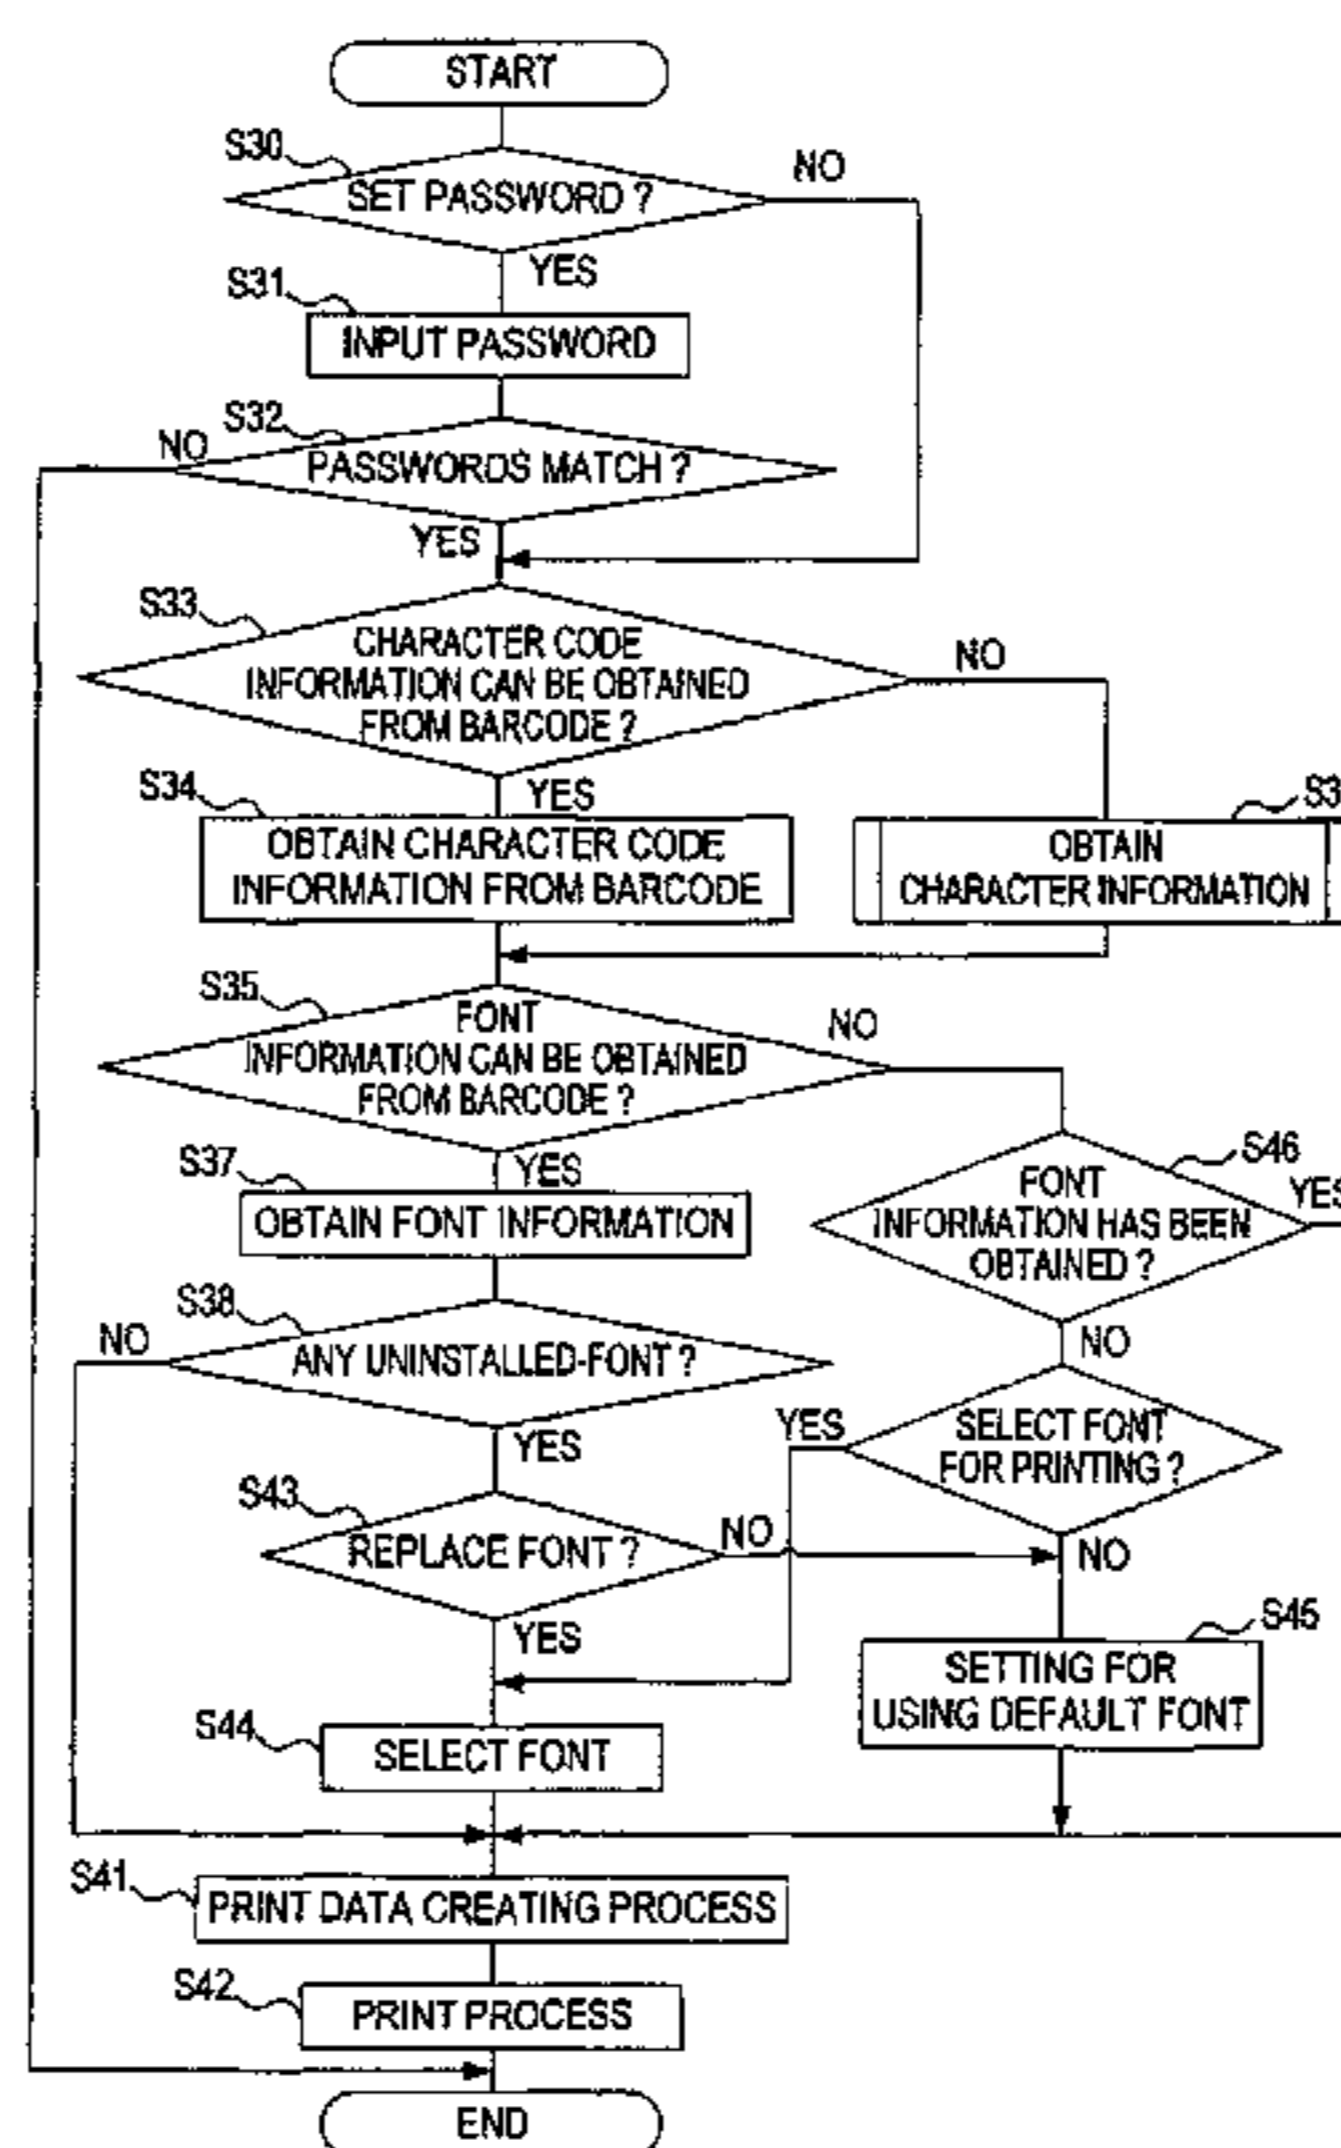 START
S30
NO
SET PASSWORD ?
YES
S31
INPUT PASSWORD
S32
NO
PASSWORDS MATCH ?
YES
S33
CHARACTER CODE
INFORMATION CAN BE OBTAINED
FROM BARCODE ?
NO
YES
S34
OBTAIN CHARACTER CODE
INFORMATION FROM BARCODE
S3
OBTAIN
CHARACTER INFORMATION
S35
FONT
INFORMATION CAN BE OBTAINED
FROM BARCODE ?
NO
YES
S37
OBTAIN FONT INFORMATION
S46
FONT
INFORMATION HAS BEEN
OBTAINED ?
YES
NO
S38
NO
ANY UNINSTALLED-FONT ?
YES
YES
SELECT FONT
FOR PRINTING ?
NO
S43
REPLACE FONT ?
NO
YES
S45
SETTING FOR
USING DEFAULT FONT
S44
SELECT FONT
S41
PRINT DATA CREATING PROCESS
S42
PRINT PROCESS
END